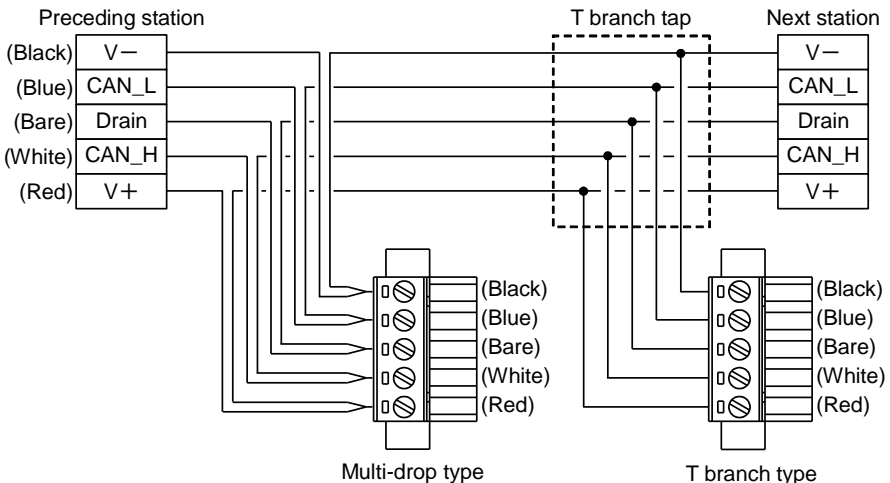 Preceding station T branch tap Next station
(Black) V− V−
(Blue) CAN_L CAN_L
(Bare) Drain Drain
(White) CAN_H CAN_H
(Red) V+ V+
(Black) (Black)
(Blue) (Blue)
(Bare) (Bare)
(White) (White)
(Red) (Red)
Multi-drop type T branch type